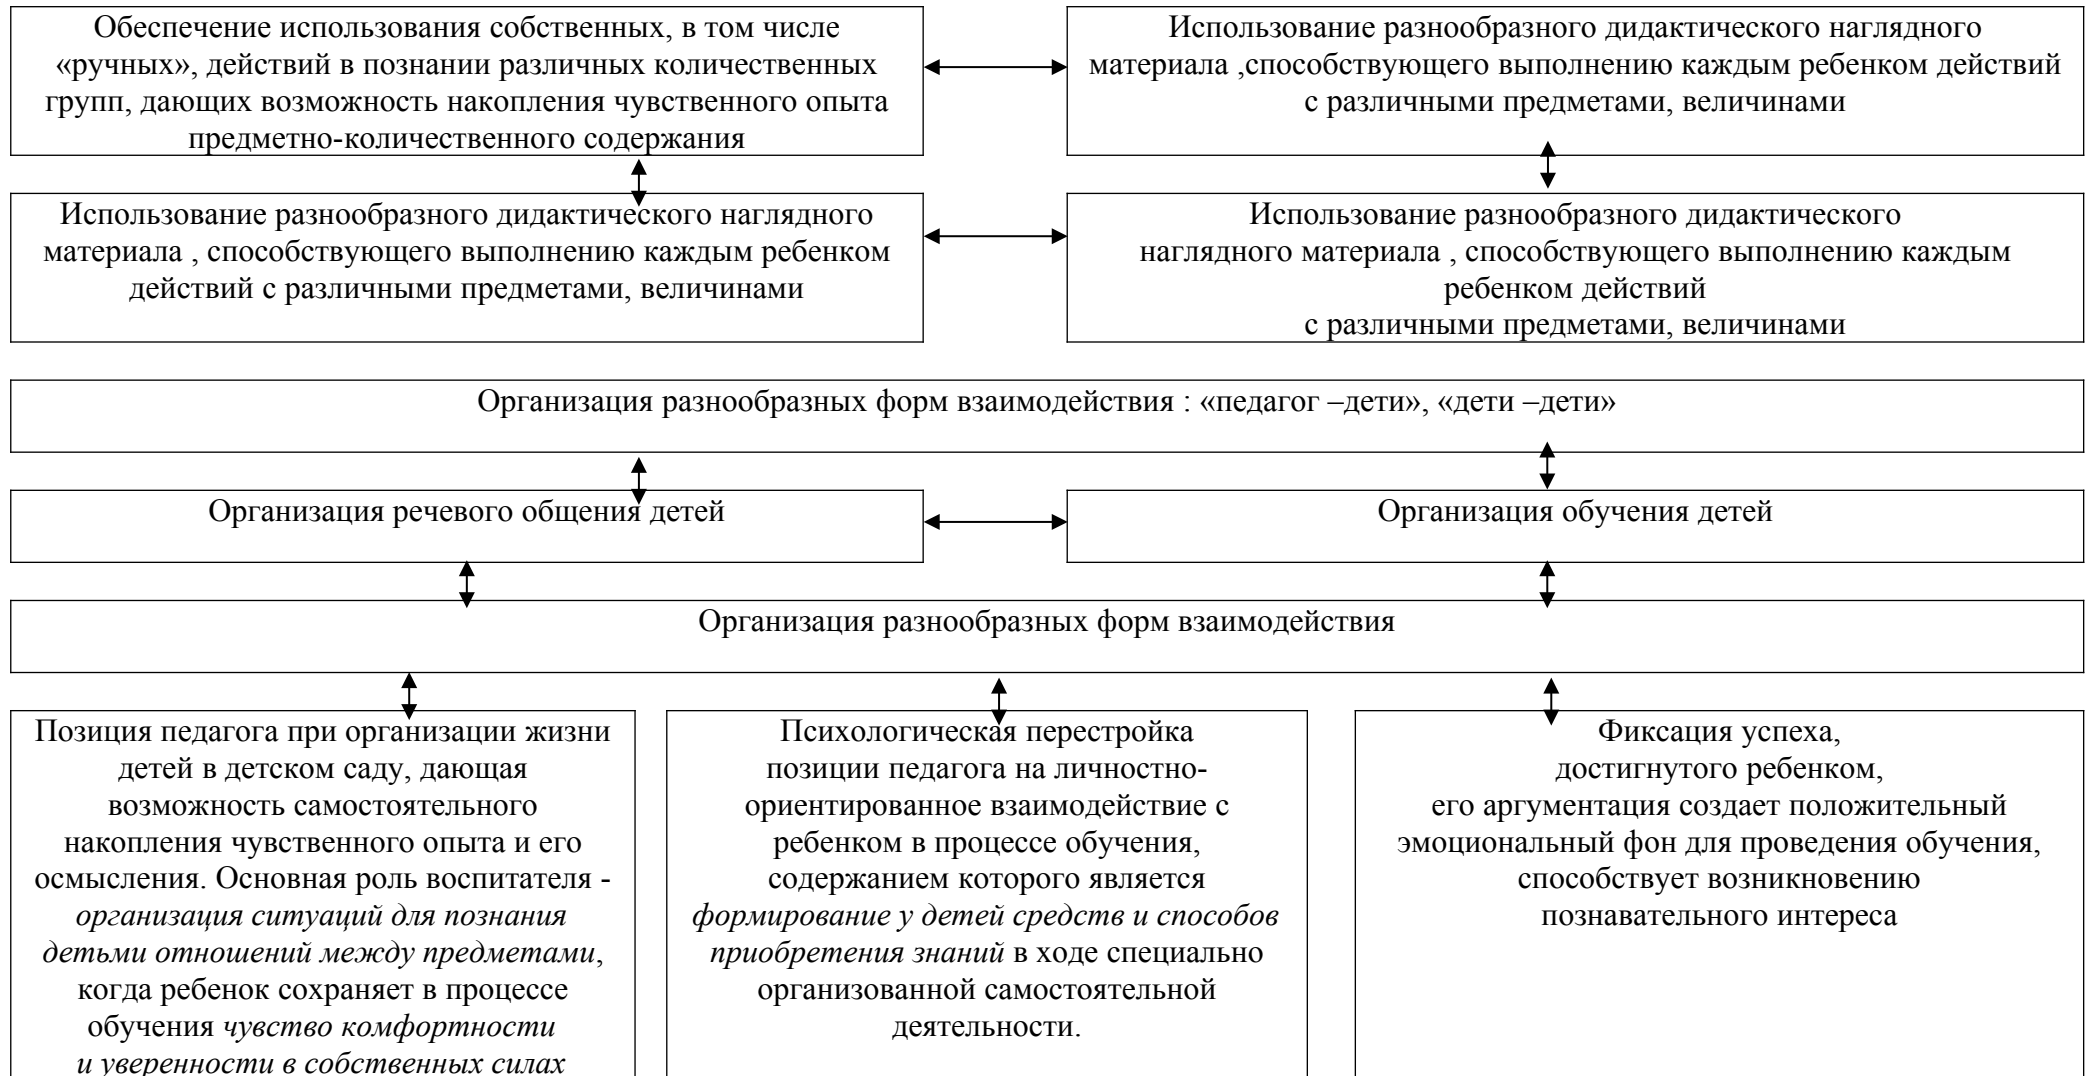 Обеспечение использования собственных, в том числе
«ручных», действий в познании различных количественных
групп, дающих возможность накопления чувственного опыта
предметно-количественного содержания
Использование разнообразного дидактического наглядного
материала ,способствующего выполнению каждым ребенком действий
с различными предметами, величинами
Использование разнообразного дидактического наглядного
материала , способствующего выполнению каждым ребенком
действий с различными предметами, величинами
Использование разнообразного дидактического
наглядного материала , способствующего выполнению каждым
ребенком действий
с различными предметами, величинами
Организация разнообразных форм взаимодействия : «педагог –дети», «дети –дети»
Организация речевого общения детей
Организация обучения детей
Организация разнообразных форм взаимодействия
Позиция педагога при организации жизни
детей в детском саду, дающая
возможность самостоятельного
накопления чувственного опыта и его
осмысления. Основная роль воспитателя -
организация ситуаций для познания
детьми отношений между предметами,
когда ребенок сохраняет в процессе
обучения чувство комфортности
и уверенности в собственных силах
Психологическая перестройка
позиции педагога на личностно-
ориентированное взаимодействие с
ребенком в процессе обучения,
содержанием которого является
формирование у детей средств и способов
приобретения знаний в ходе специально
организованной самостоятельной
деятельности.
Фиксация успеха,
достигнутого ребенком,
его аргументация создает положительный
эмоциональный фон для проведения обучения,
способствует возникновению
познавательного интереса